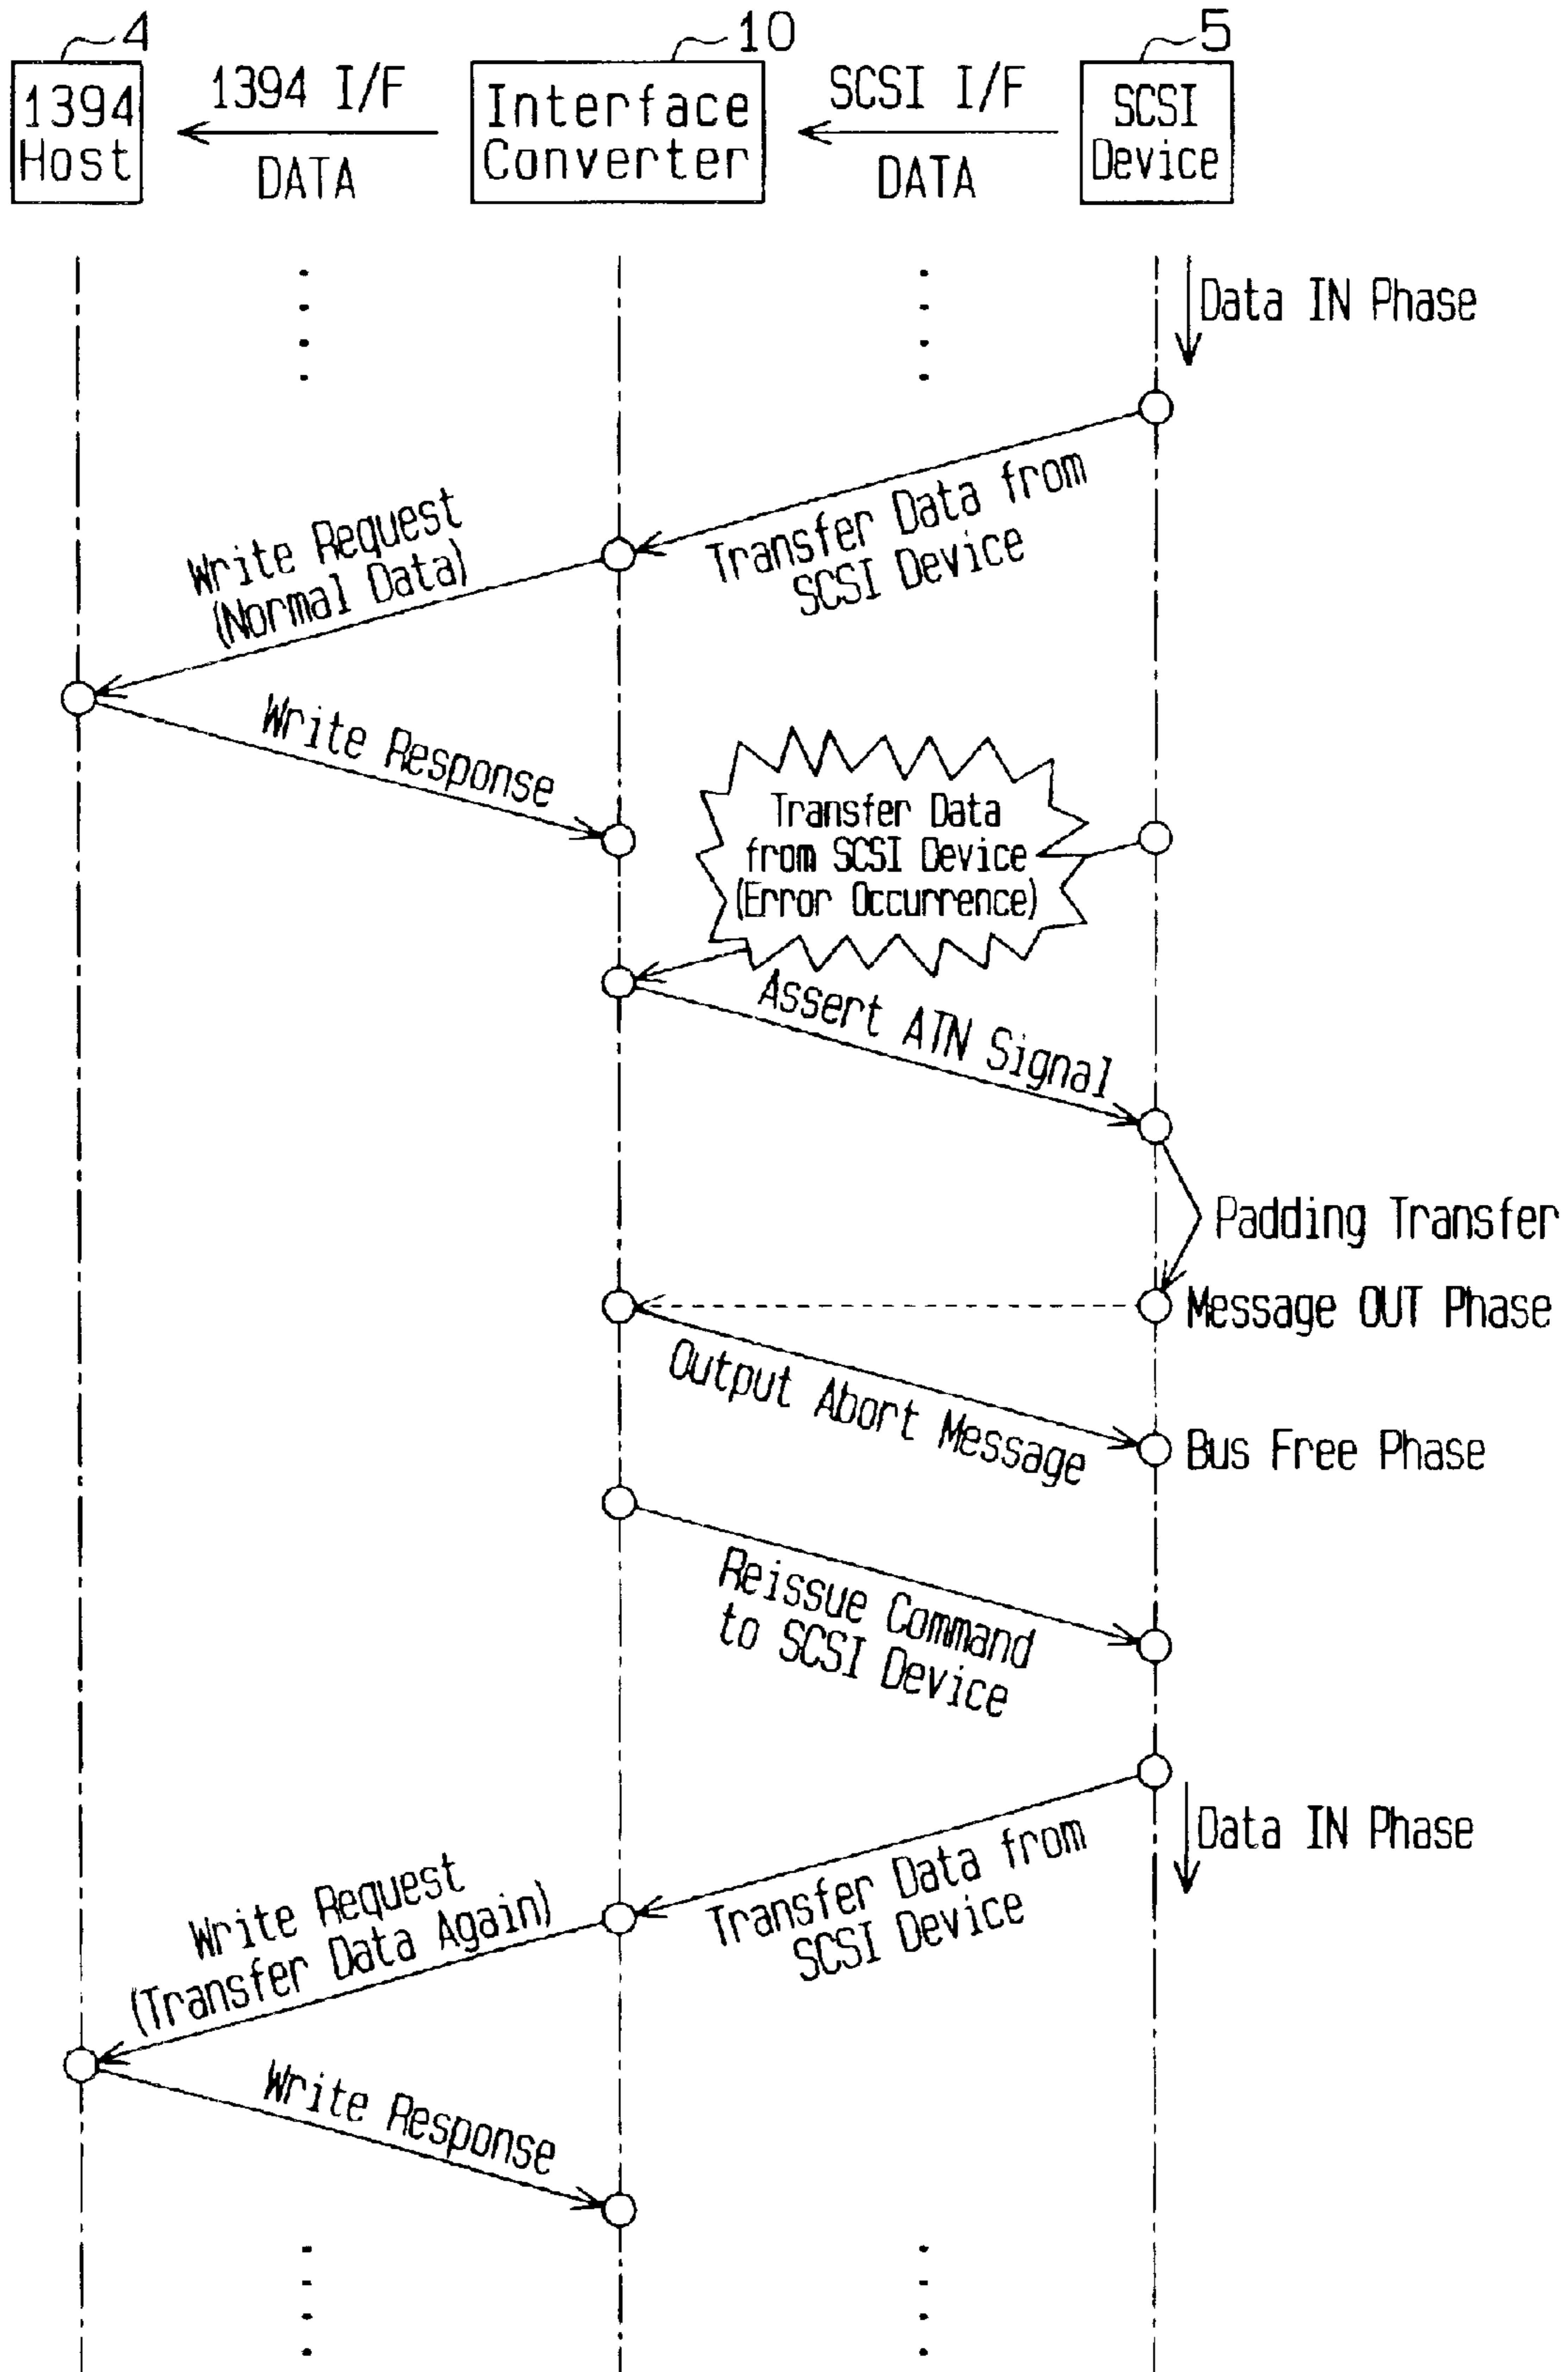 4
10
5
1394
Host
1394 I/F
DATA
Interface
Converter
SCSI I/F
DATA
SCSI
Device
Data IN Phase
Transfer Data from
SCSI Device
Write Request
(Normal Data)
Write Response
Transfer Data
from SCSI Device
(Error Occurrence)
Assert ATN Signal
Padding Transfer
Message OUT Phase
Output Abort Message
Bus Free Phase
Reissue Command
to SCSI Device
Data IN Phase
Transfer Data from
SCSI Device
Write Request
(Transfer Data Again)
Write Response